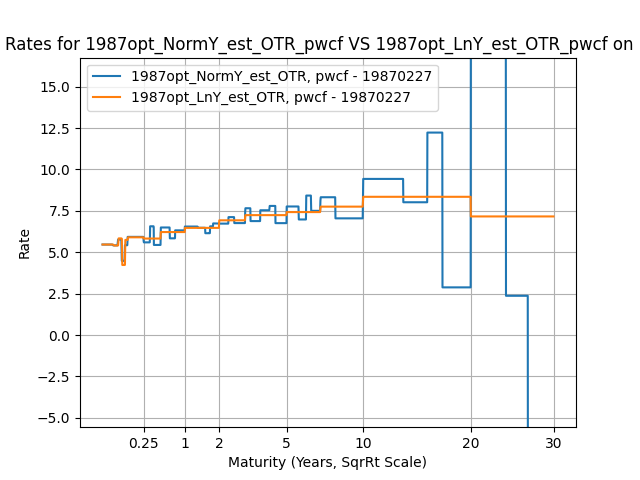 Rates for 1987opt_NormY_est_OTR_pwcf VS 1987opt_LnY_est_OTR_pwcf on
1987opt_NormY_est_OTR, pwcf - 19870227
1987opt_LnY_est_OTR, pwcf - 19870227
15.0
12.5
10.0
7.5
5.0
2.5
0.0
−2.5
−5.0
Rate
0.25 1 2 5 10 20 30
Maturity (Years, SqrRt Scale)